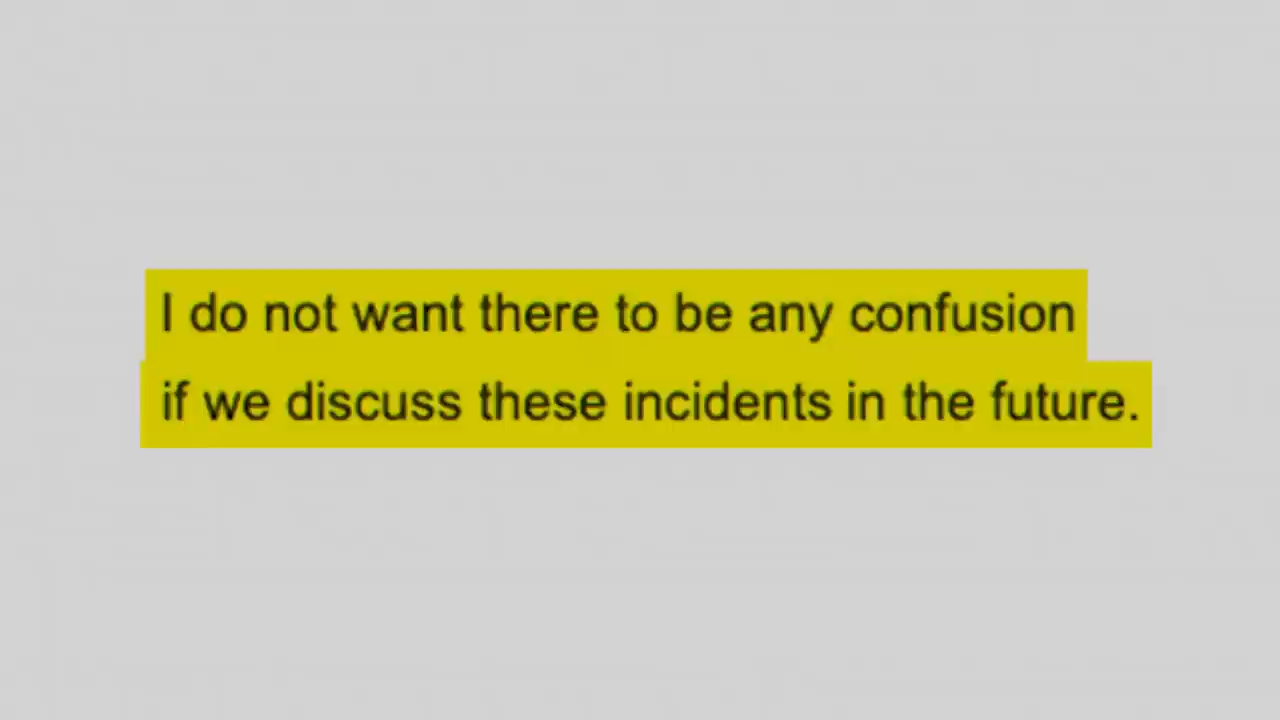 I do not want there to be any confusion
if we discuss these incidents in the future.